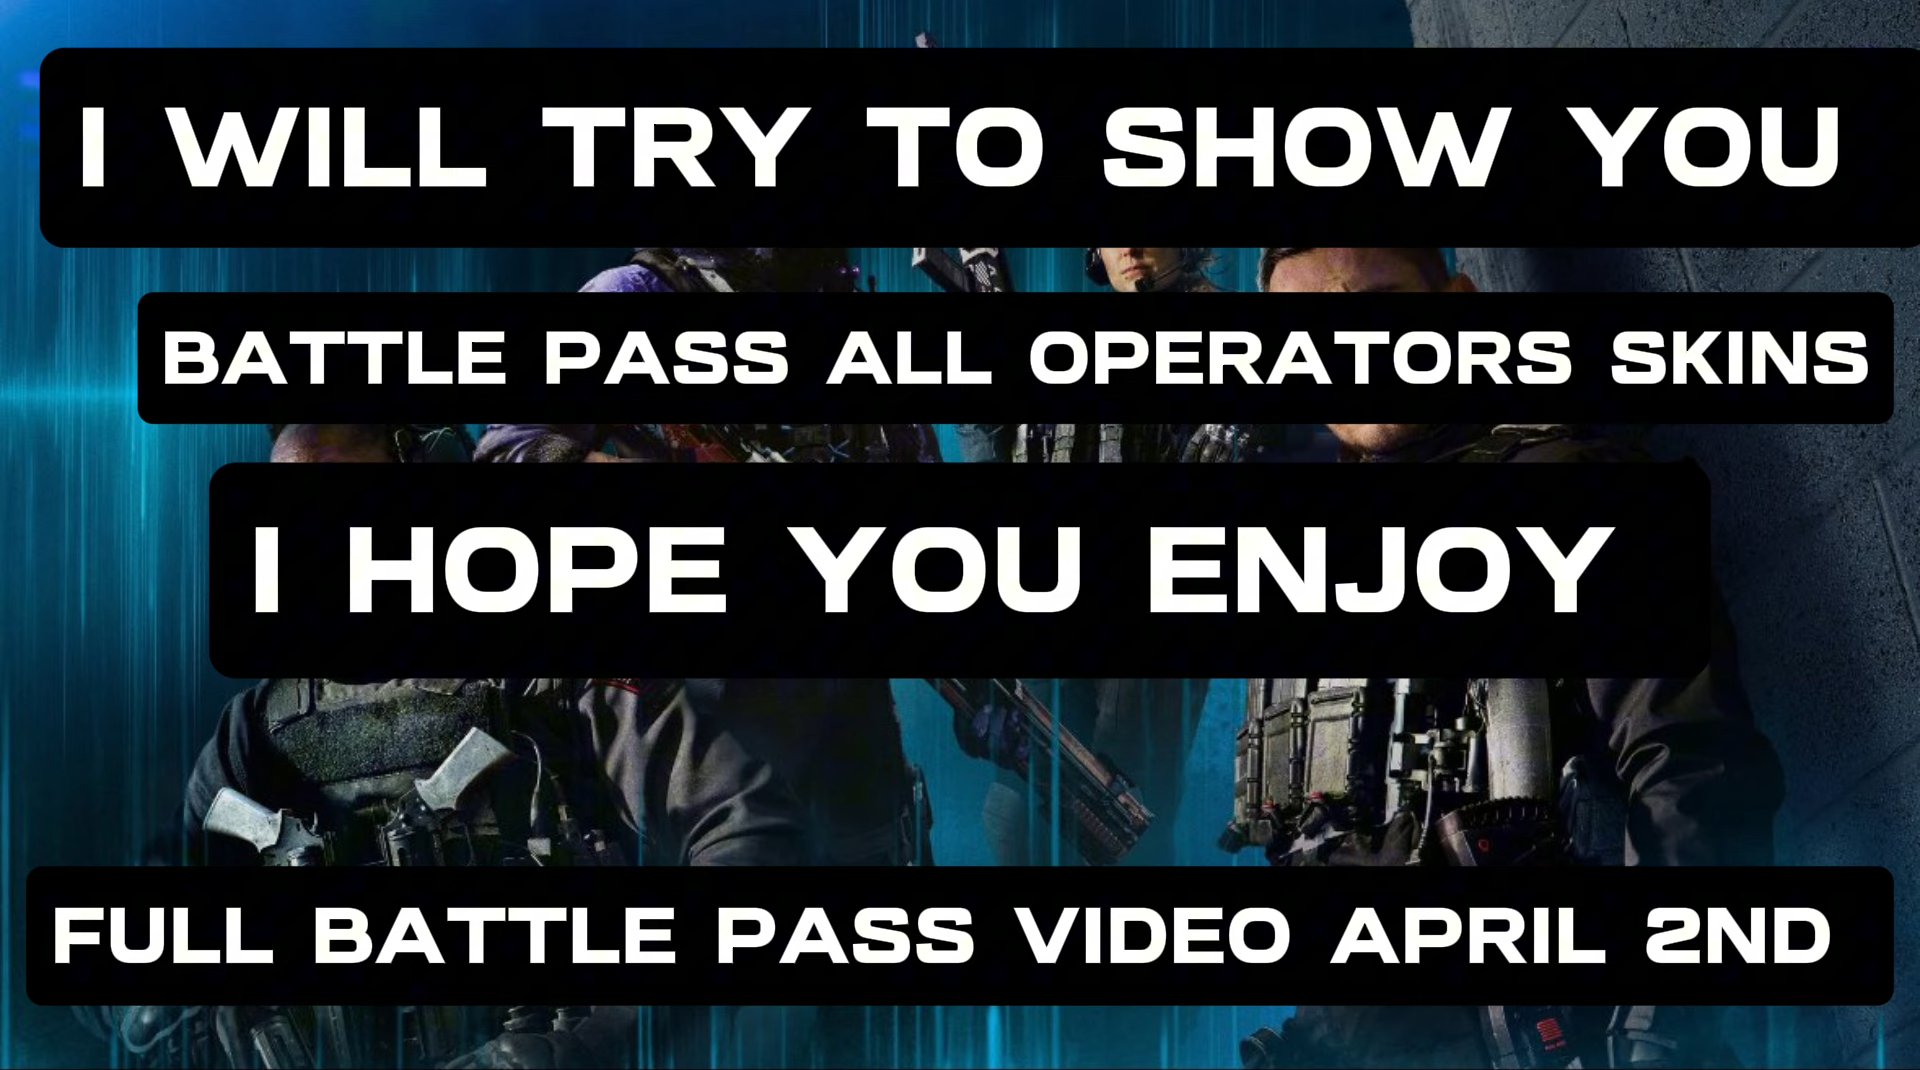 I WILL TRY TO SHOW YOU
BATTLE PASS ALL OPERATORS SKINS
I HOPE YOU ENJOY
FULL BATTLE PASS VIDEO APRIL 2ND